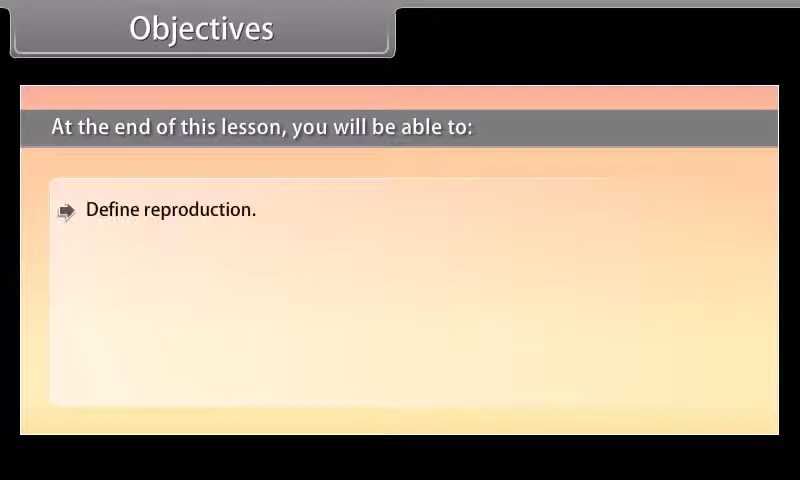 Objectives
At the end of this lesson, you will be able to:
Define reproduction.